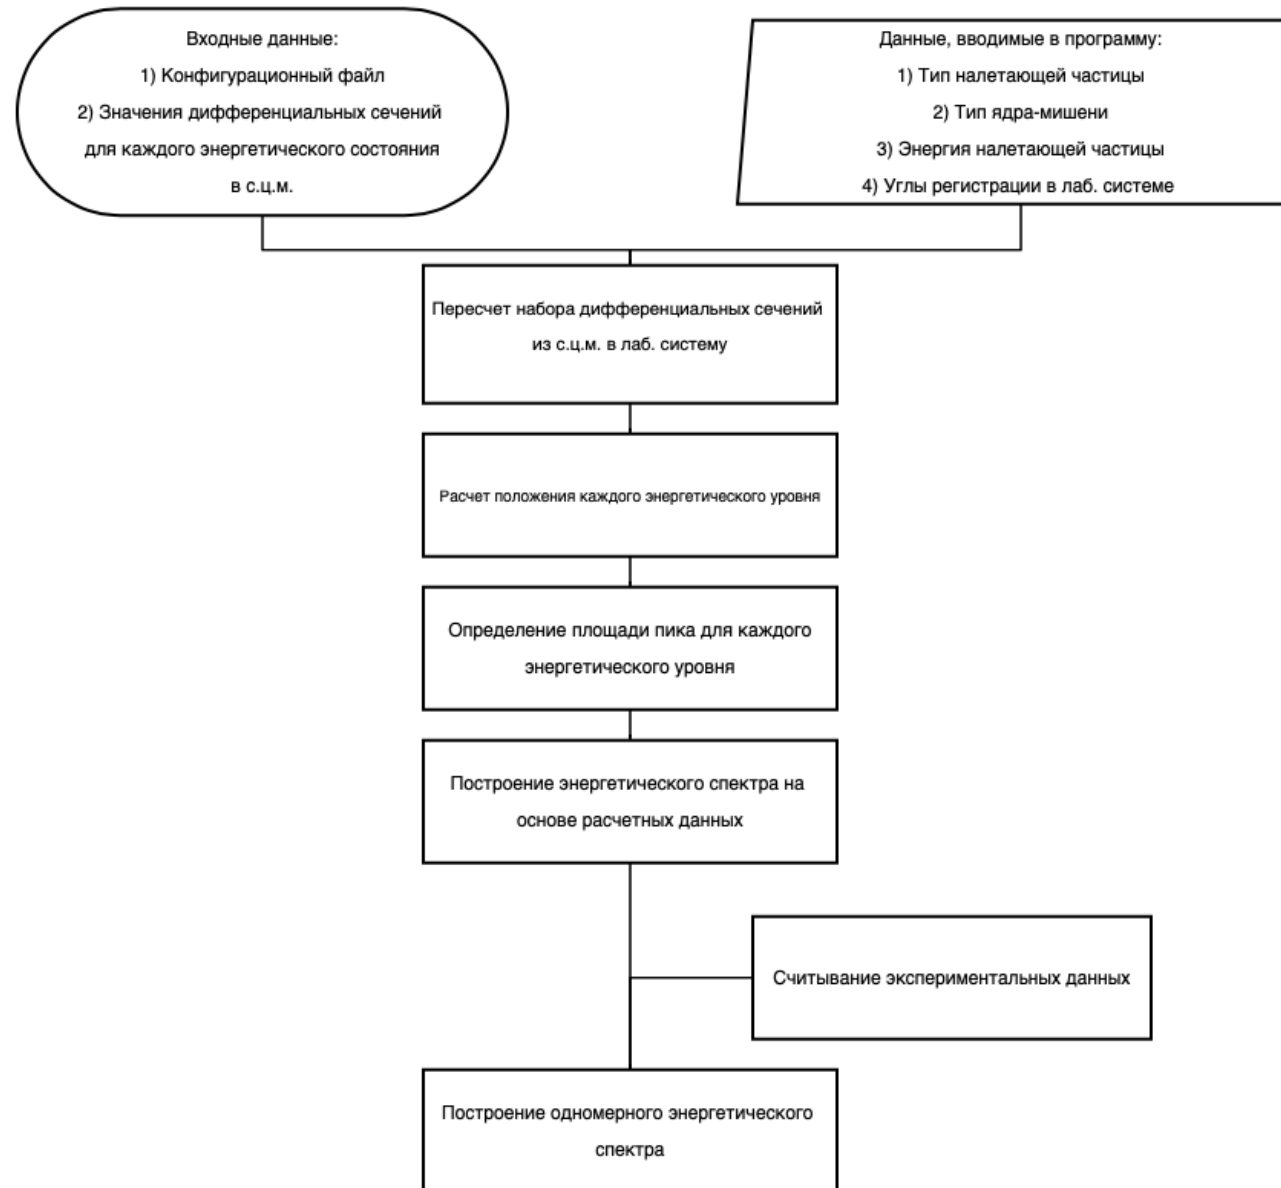 Входные данные:
1) Конфигурационный файл
2) Значения дифференциальных сечений
для каждого энергетического состояния
в с.ц.м.
Данные, вводимые в программу:
1) Тип налетающей частицы
2) Тип ядра-мишени
3) Энергия налетающей частицы
4) Углы регистрации в лаб. системе
Пересчет набора дифференциальных сечений
из с.ц.м. в лаб. систему
Расчет положения каждого энергетического уровня
Определение площади пика для каждого
энергетического уровня
Построение энергетического спектра на
основе расчетных данных
Считывание экспериментальных данных
Построение одномерного энергетического
спектра